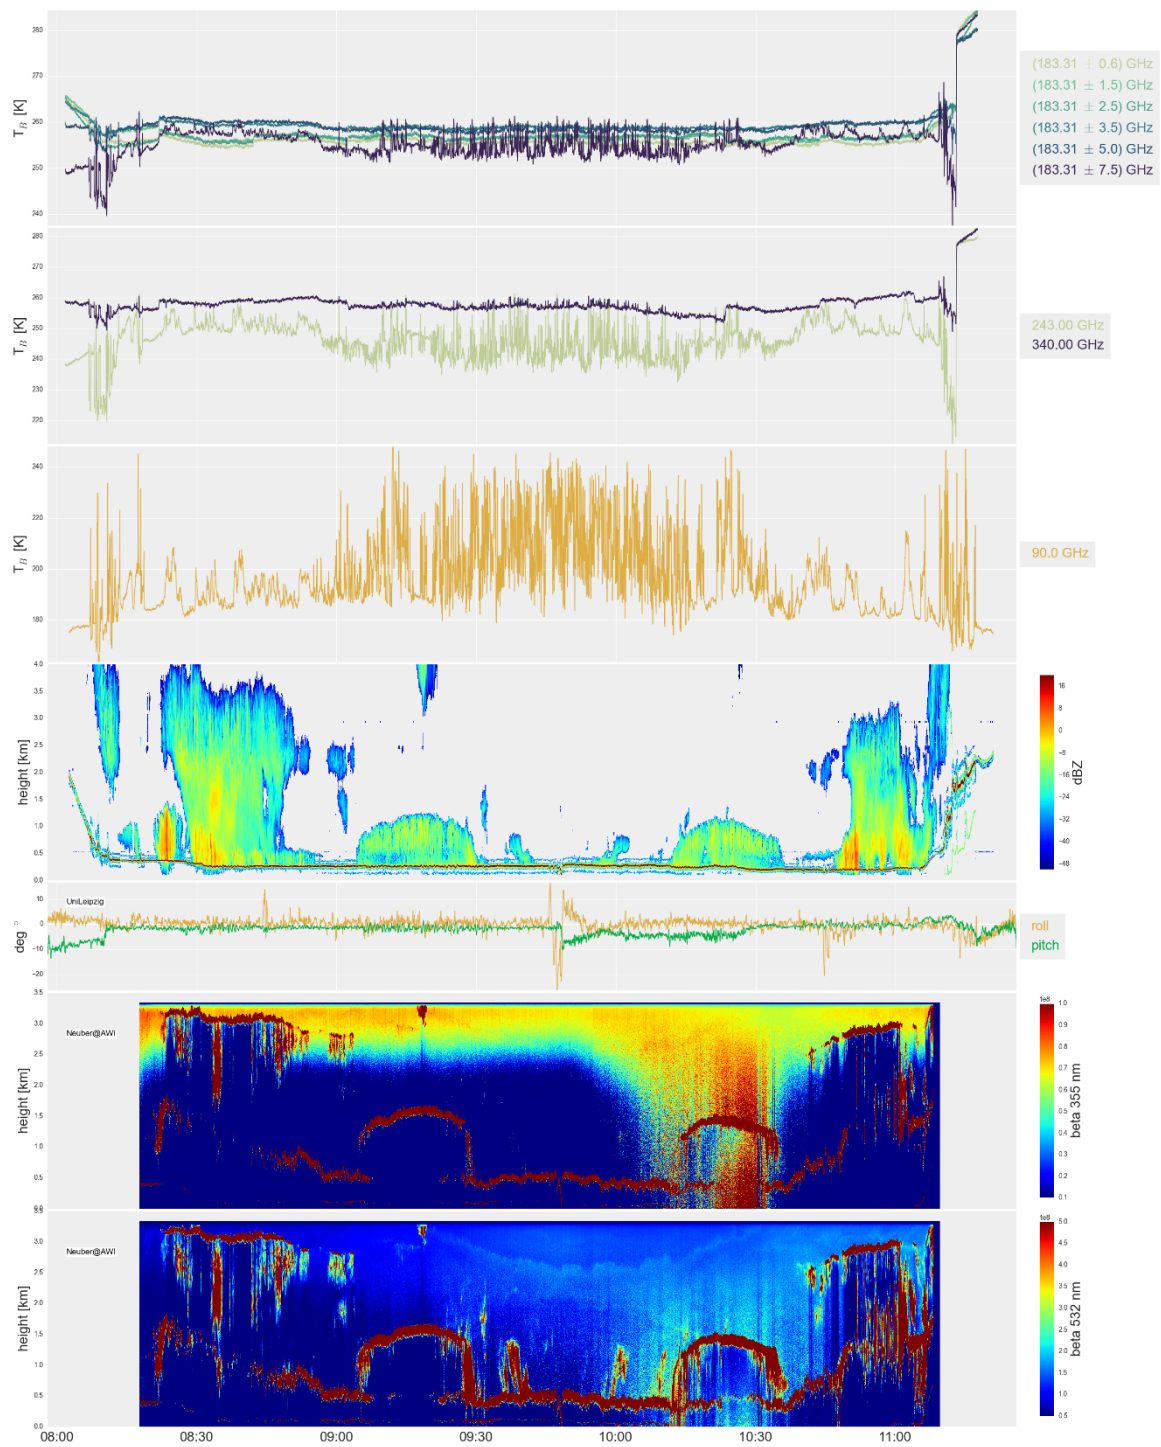 280
270
260
250
240
T_B [K]
(183.31 ± 0.6) GHz
(183.31 ± 1.5) GHz
(183.31 ± 2.5) GHz
(183.31 ± 3.5) GHz
(183.31 ± 5.0) GHz
(183.31 ± 7.5) GHz
280
270
260
250
240
230
220
T_B [K]
243.00 GHz
340.00 GHz
240
220
200
180
T_B [K]
90.0 GHz
4.0
3.5
3.0
2.5
2.0
1.5
1.0
0.5
0.0
height [km]
16
8
0
−8
−16
−24
−32
−40
−48
dBZ
10
0
−10
−20
deg °
UniLeipzig
roll
pitch
3.5
3.0
2.5
2.0
1.5
1.0
0.5
0.0
height [km]
Neuber@AWI
1e8
1.0
0.9
0.8
0.7
0.6
0.5
0.4
0.3
0.2
0.1
beta 355 nm
3.5
3.0
2.5
2.0
1.5
1.0
0.5
0.0
height [km]
Neuber@AWI
1e8
5.0
4.5
4.0
3.5
3.0
2.5
2.0
1.5
1.0
0.5
beta 532 nm
08:00 08:30 09:00 09:30 10:00 10:30 11:00